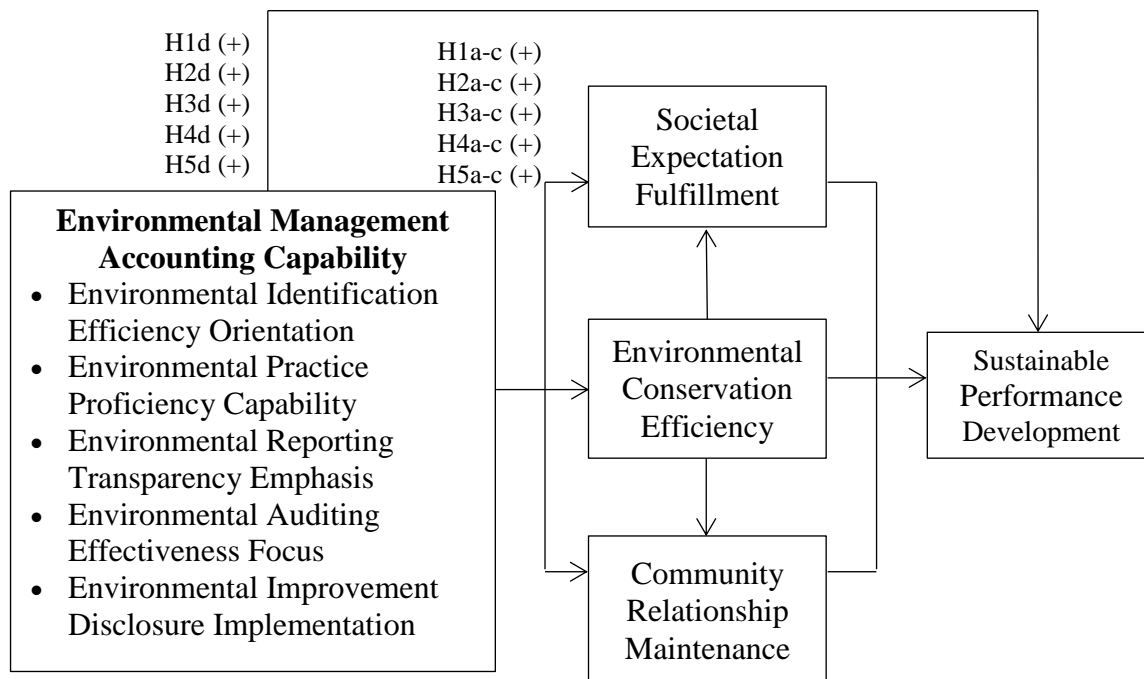 H1d (+)
H2d (+)
H3d (+)
H4d (+)
H5d (+)
H1a-c (+)
H2a-c (+)
H3a-c (+)
H4a-c (+)
H5a-c (+)
Environmental Management
Accounting Capability
• Environmental Identification
Efficiency Orientation
• Environmental Practice
Proficiency Capability
• Environmental Reporting
Transparency Emphasis
• Environmental Auditing
Effectiveness Focus
• Environmental Improvement
Disclosure Implementation
Societal
Expectation
Fulfillment
Environmental
Conservation
Efficiency
Community
Relationship
Maintenance
Sustainable
Performance
Development